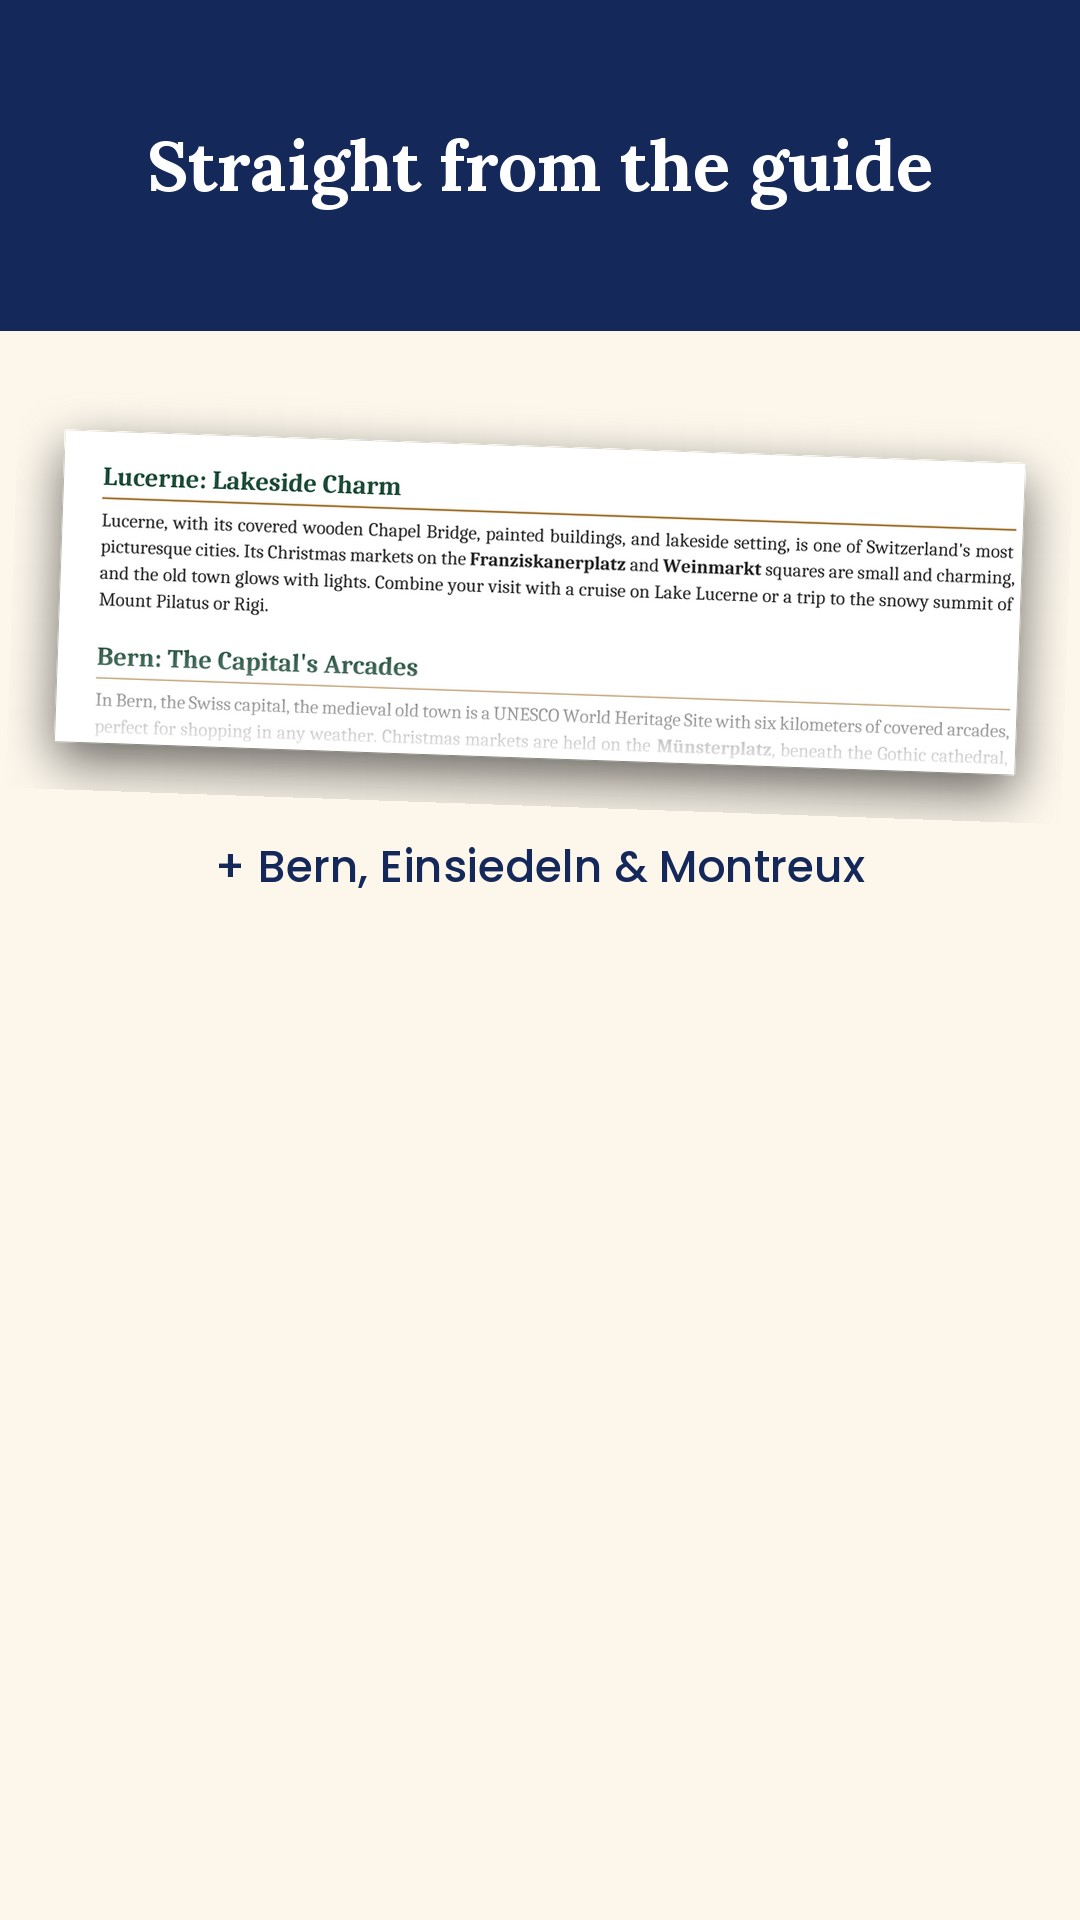 Straight from the guide
Lucerne: Lakeside Charm
Lucerne, with its covered wooden Chapel Bridge, painted buildings, and lakeside setting, is one of Switzerland's most
picturesque cities. Its Christmas markets on the Franziskanerplatz and Weinmarkt squares are small and charming,
and the old town glows with lights. Combine your visit with a cruise on Lake Lucerne or a trip to the snowy summit of
Mount Pilatus or Rigi.
Bern: The Capital's Arcades
In Bern, the Swiss capital, the medieval old town is a UNESCO World Heritage Site with six kilometers of covered arcades,
perfect for shopping in any weather. Christmas markets are held on the Münsterplatz, beneath the Gothic cathedral,
+ Bern, Einsiedeln & Montreux